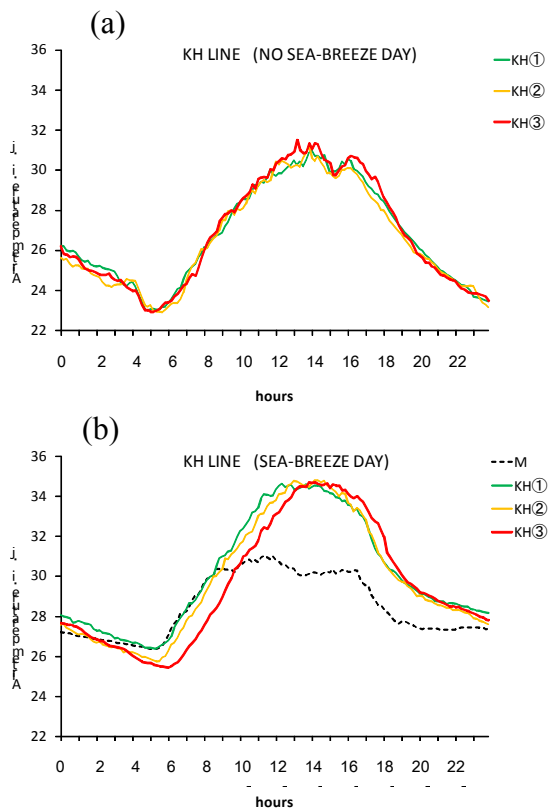 (a)
KH LINE (NO SEA-BREEZE DAY)
KH①
KH②
KH③
36
34
32
30
28
26
24
22
0 2 4 6 8 10 12 14 16 18 20 22
hours
(b)
KH LINE (SEA-BREEZE DAY)
M
KH①
KH②
KH③
36
34
32
30
28
26
24
22
0 2 4 6 8 10 12 14 16 18 20 22
hours